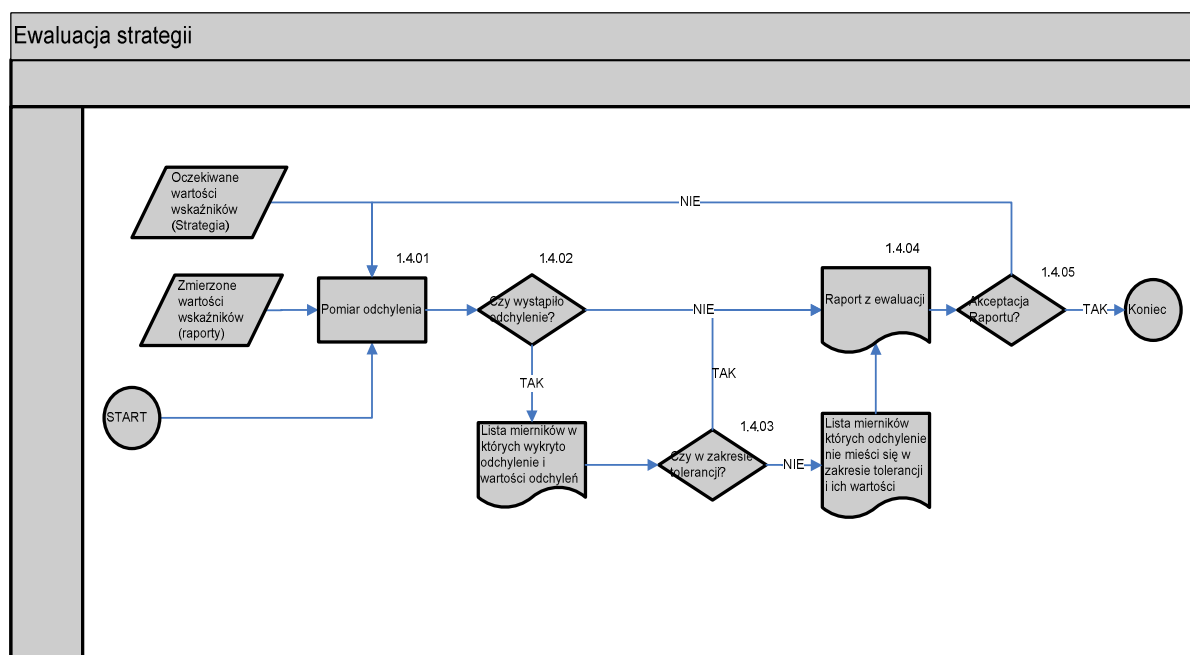 Ewaluacja strategii
Oczekiwane
wartości
wskaźników
(Strategia)
NIE
Zmierzone
wartości
wskaźników
(raporty)
1.4.01
Pomiar odchylenia
1.4.02
Czy wystąpiło
odchylenie?
NIE
1.4.04
Raport z ewaluacji
1.4.05
Akceptacja
Raportu?
TAK
Koniec
START
TAK
TAK
Lista mierników w
których wykryto
odchylenie i
wartości odchyleń
1.4.03
Czy w zakresie
tolerancji?
NIE
Lista mierników
których odchylenie
nie mieści się w
zakresie tolerancji
i ich wartości